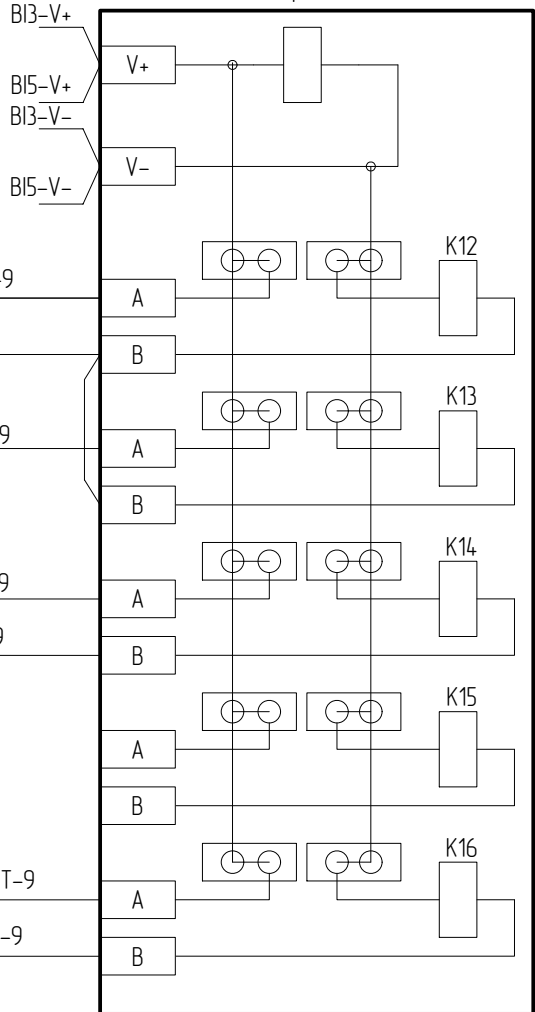 BI3-V+
V+
BI5-V+
BI3-V-
V-
BI5-V-
K12
-9
A
B
K13
9
A
B
K14
9
A
9
B
K15
A
B
K16
T-9
A
-9
B